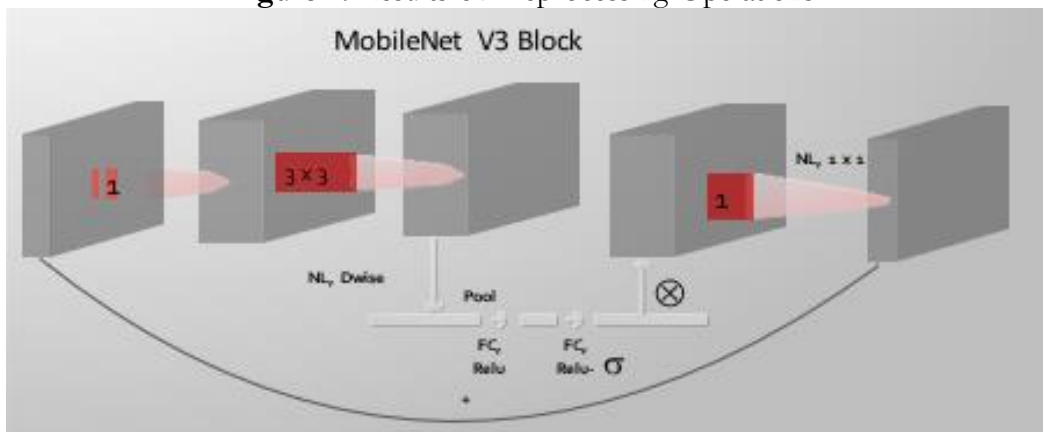 MobileNet V3 Block
1
3 x 3
1
NL, 1 x 1
NL, Dwise
Pool
FC,
Relu
FC,
Relu- σ
+